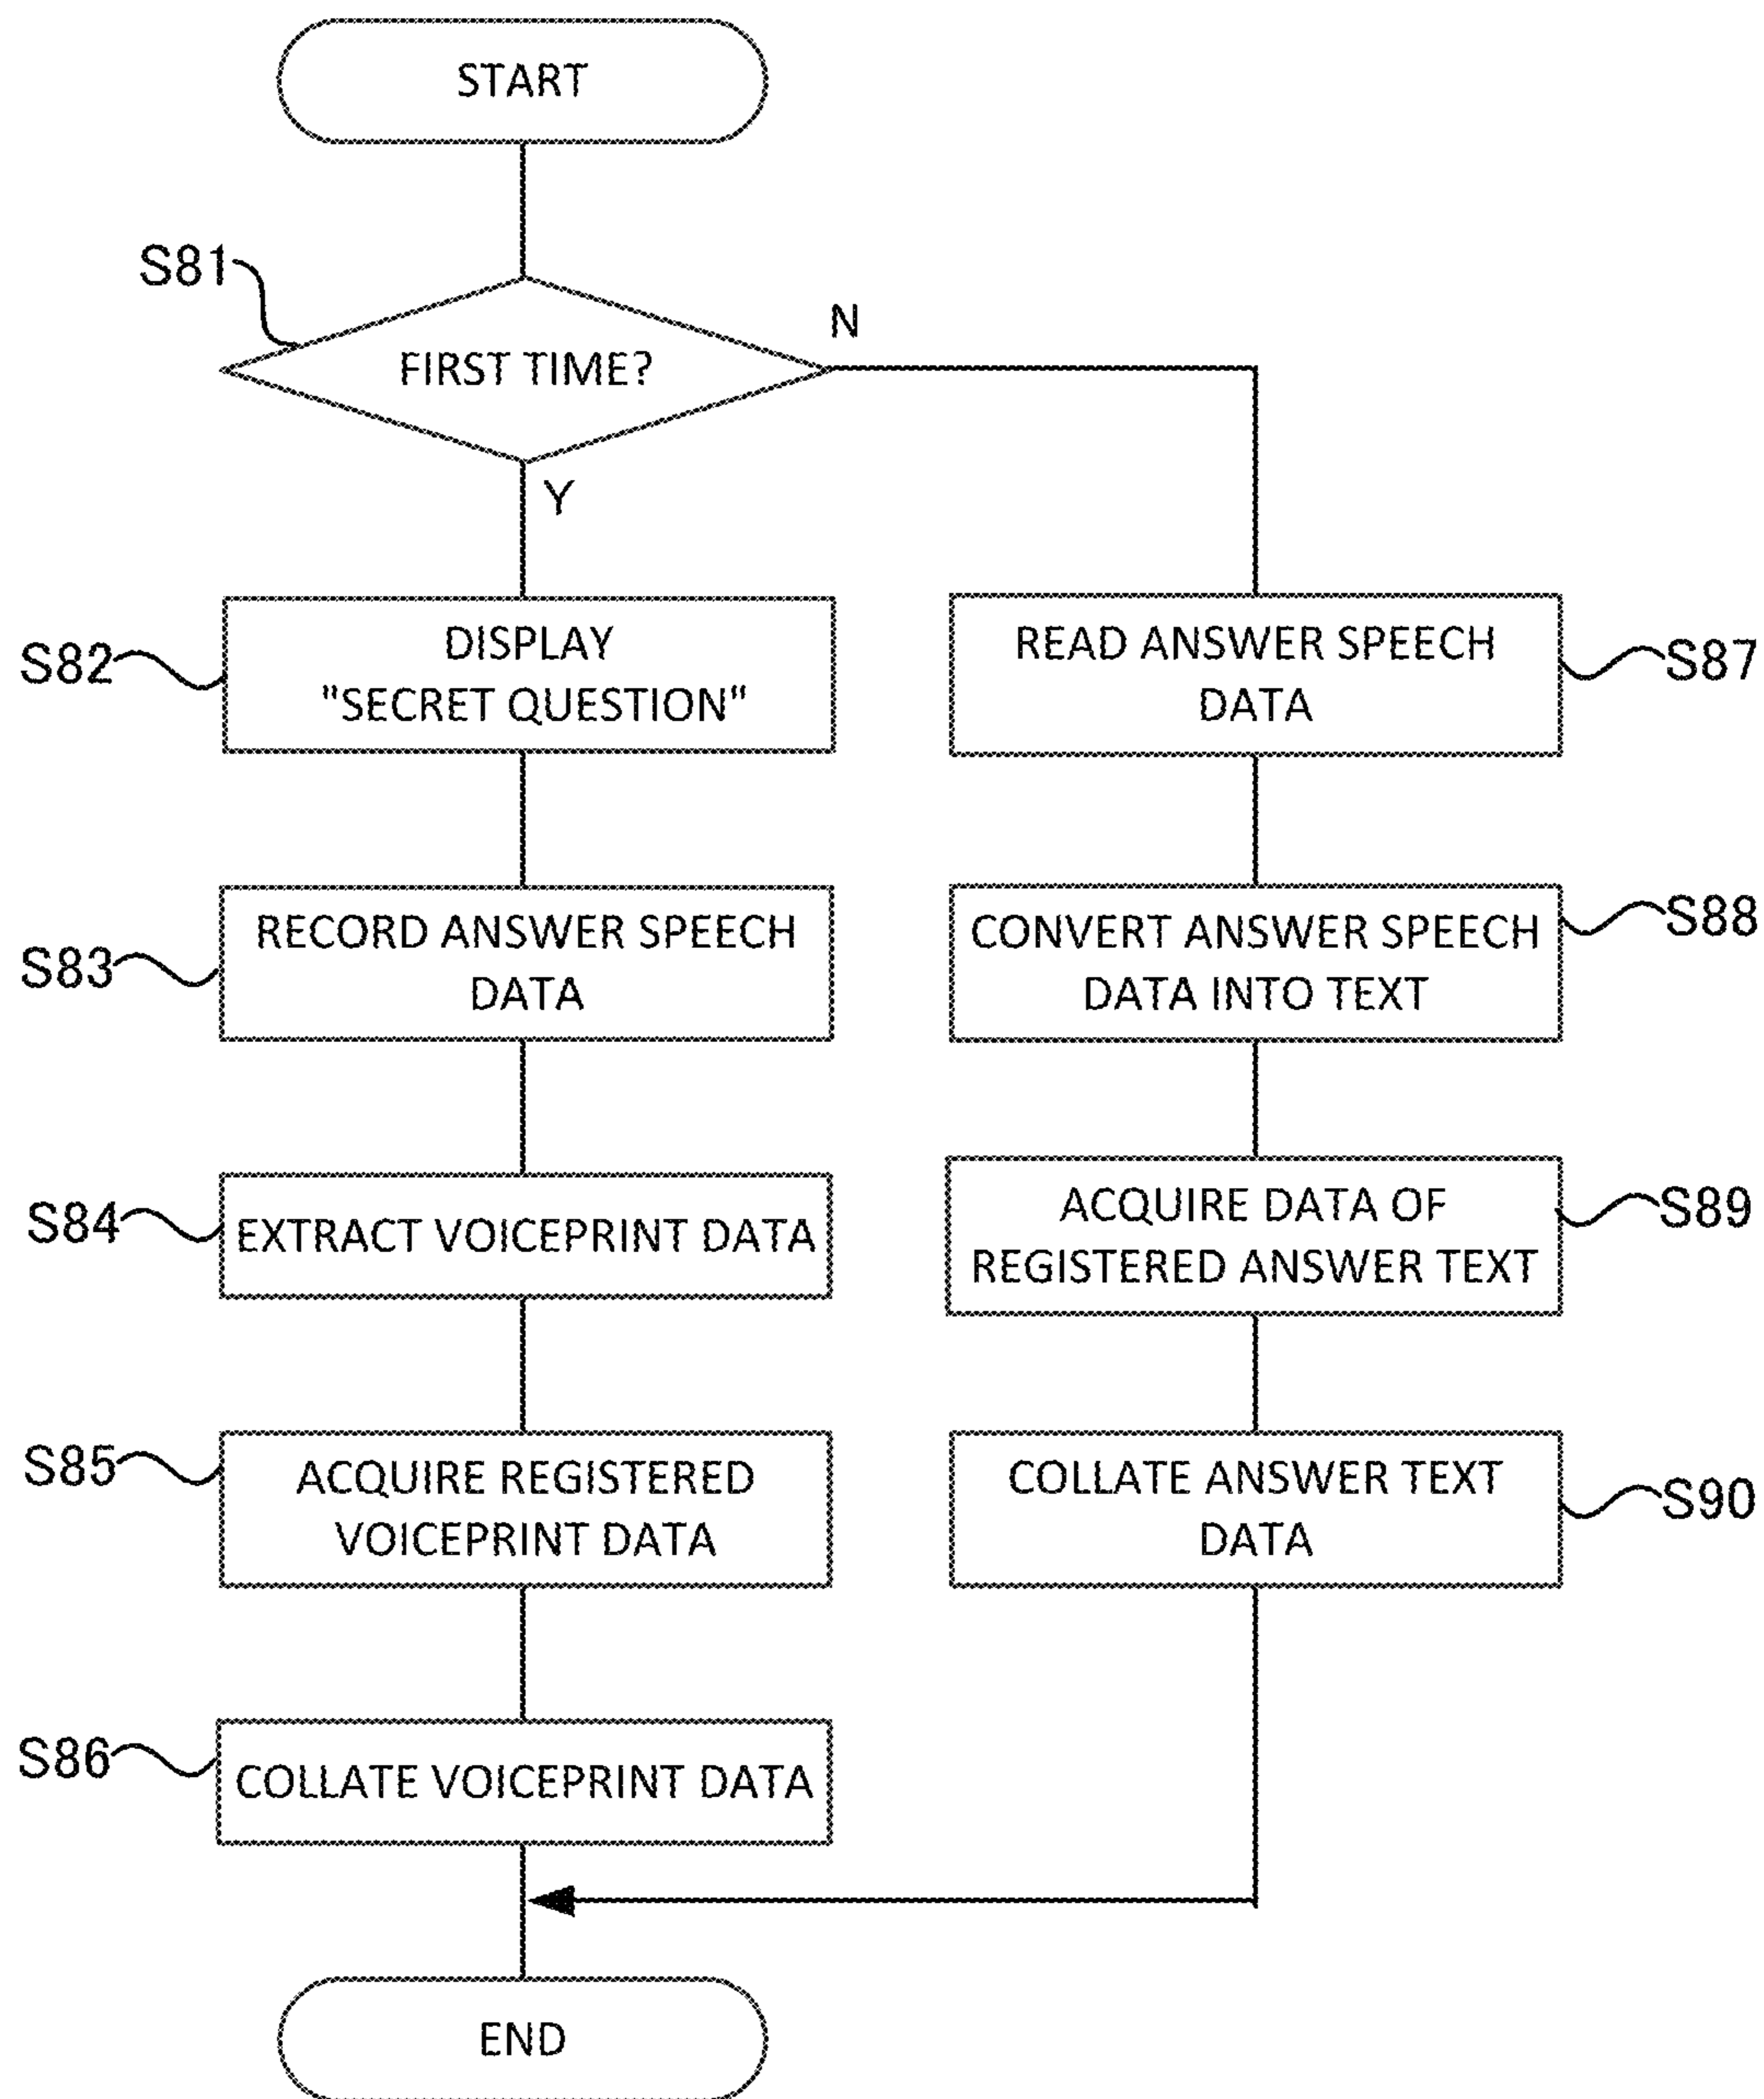 START
S81
FIRST TIME?
N
Y
S82
DISPLAY
"SECRET QUESTION"
S83
RECORD ANSWER SPEECH
DATA
S84
EXTRACT VOICEPRINT DATA
S85
ACQUIRE REGISTERED
VOICEPRINT DATA
S86
COLLATE VOICEPRINT DATA
READ ANSWER SPEECH
DATA
S87
CONVERT ANSWER SPEECH
DATA INTO TEXT
S88
ACQUIRE DATA OF
REGISTERED ANSWER TEXT
S89
COLLATE ANSWER TEXT
DATA
S90
END